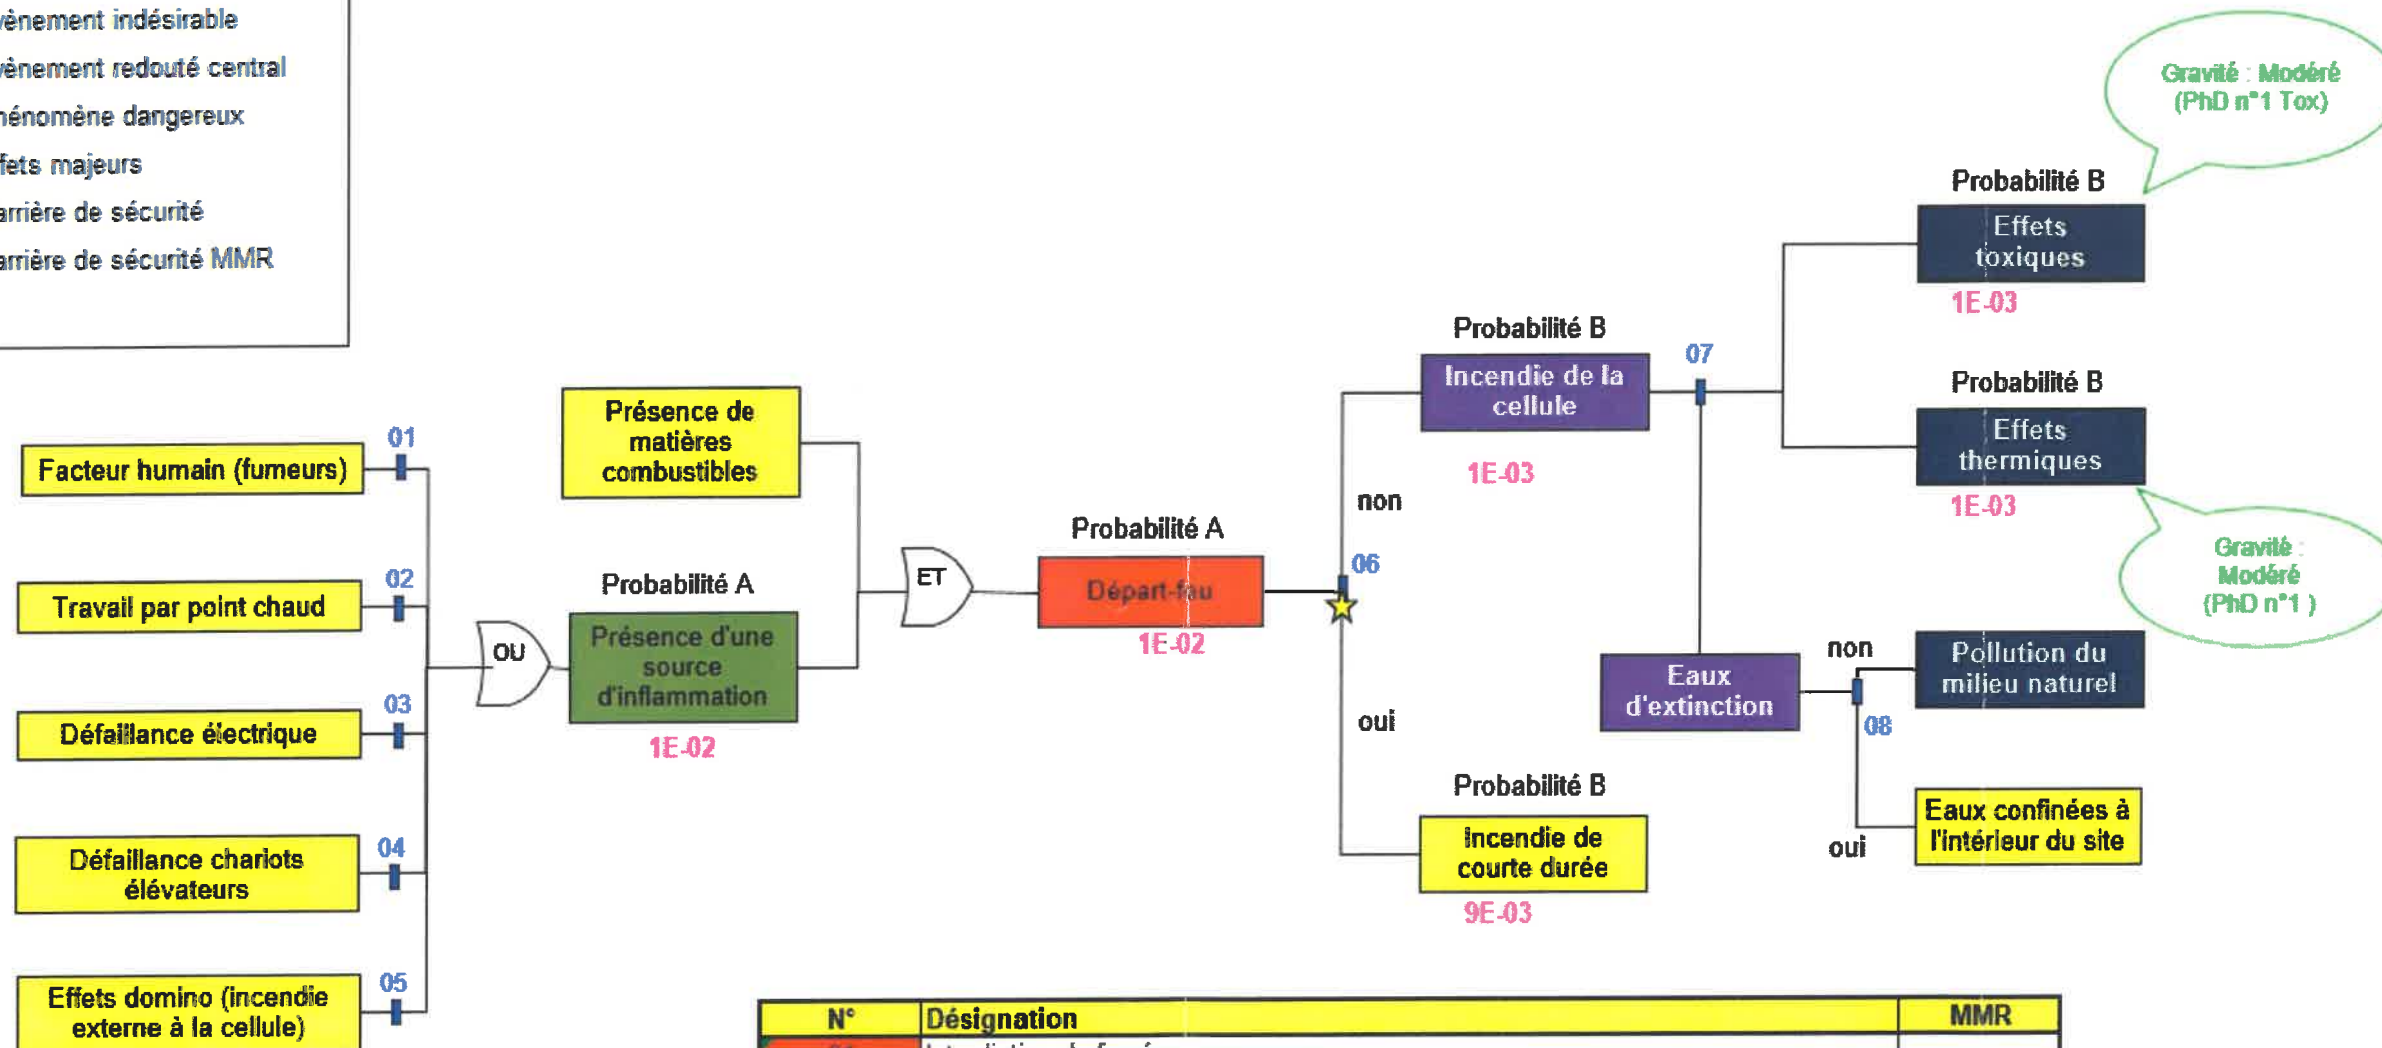 vènement indésirable
vènement redouté central
hénomène dangereux
fets majeurs
arrière de sécurité
arrière de sécurité MMR
Gravité : Modéré
(PhD n°1 Tox)
Probabilité B
Effets
toxiques
1E-03
Probabilité B
Incendie de la
cellule
1E-03
07
Probabilité B
Effets
thermiques
1E-03
Gravité :
Modéré
(PhD n°1 )
Présence de
matières
combustibles
01
Facteur humain (fumeurs)
02
Travail par point chaud
03
Défaillance électrique
04
Défaillance chariots
élévateurs
05
Effets domino (incendie
externe à la cellule)
OU
Probabilité A
Présence d'une
source
d'inflammation
1E-02
ET
Probabilité A
Départ-feu
1E-02
non
06
oui
Probabilité B
Incendie de
courte durée
9E-03
Eaux
d'extinction
non
08
oui
Pollution du
milieu naturel
Eaux confinées à
l'intérieur du site
N° Désignation MMR